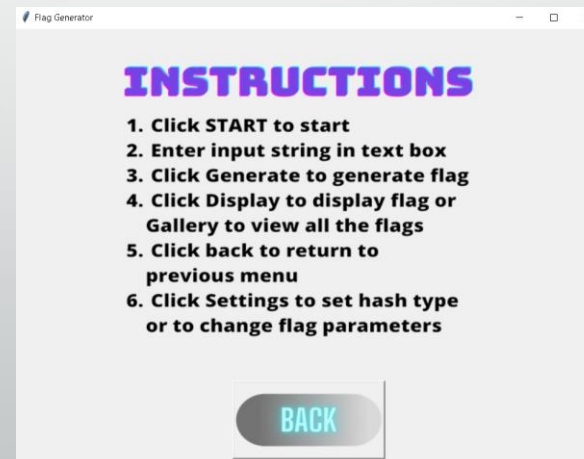 Flag Generator
INSTRUCTIONS
1. Click START to start
2. Enter input string in text box
3. Click Generate to generate flag
4. Click Display to display flag or
Gallery to view all the flags
5. Click back to return to
previous menu
6. Click Settings to set hash type
or to change flag parameters
BACK